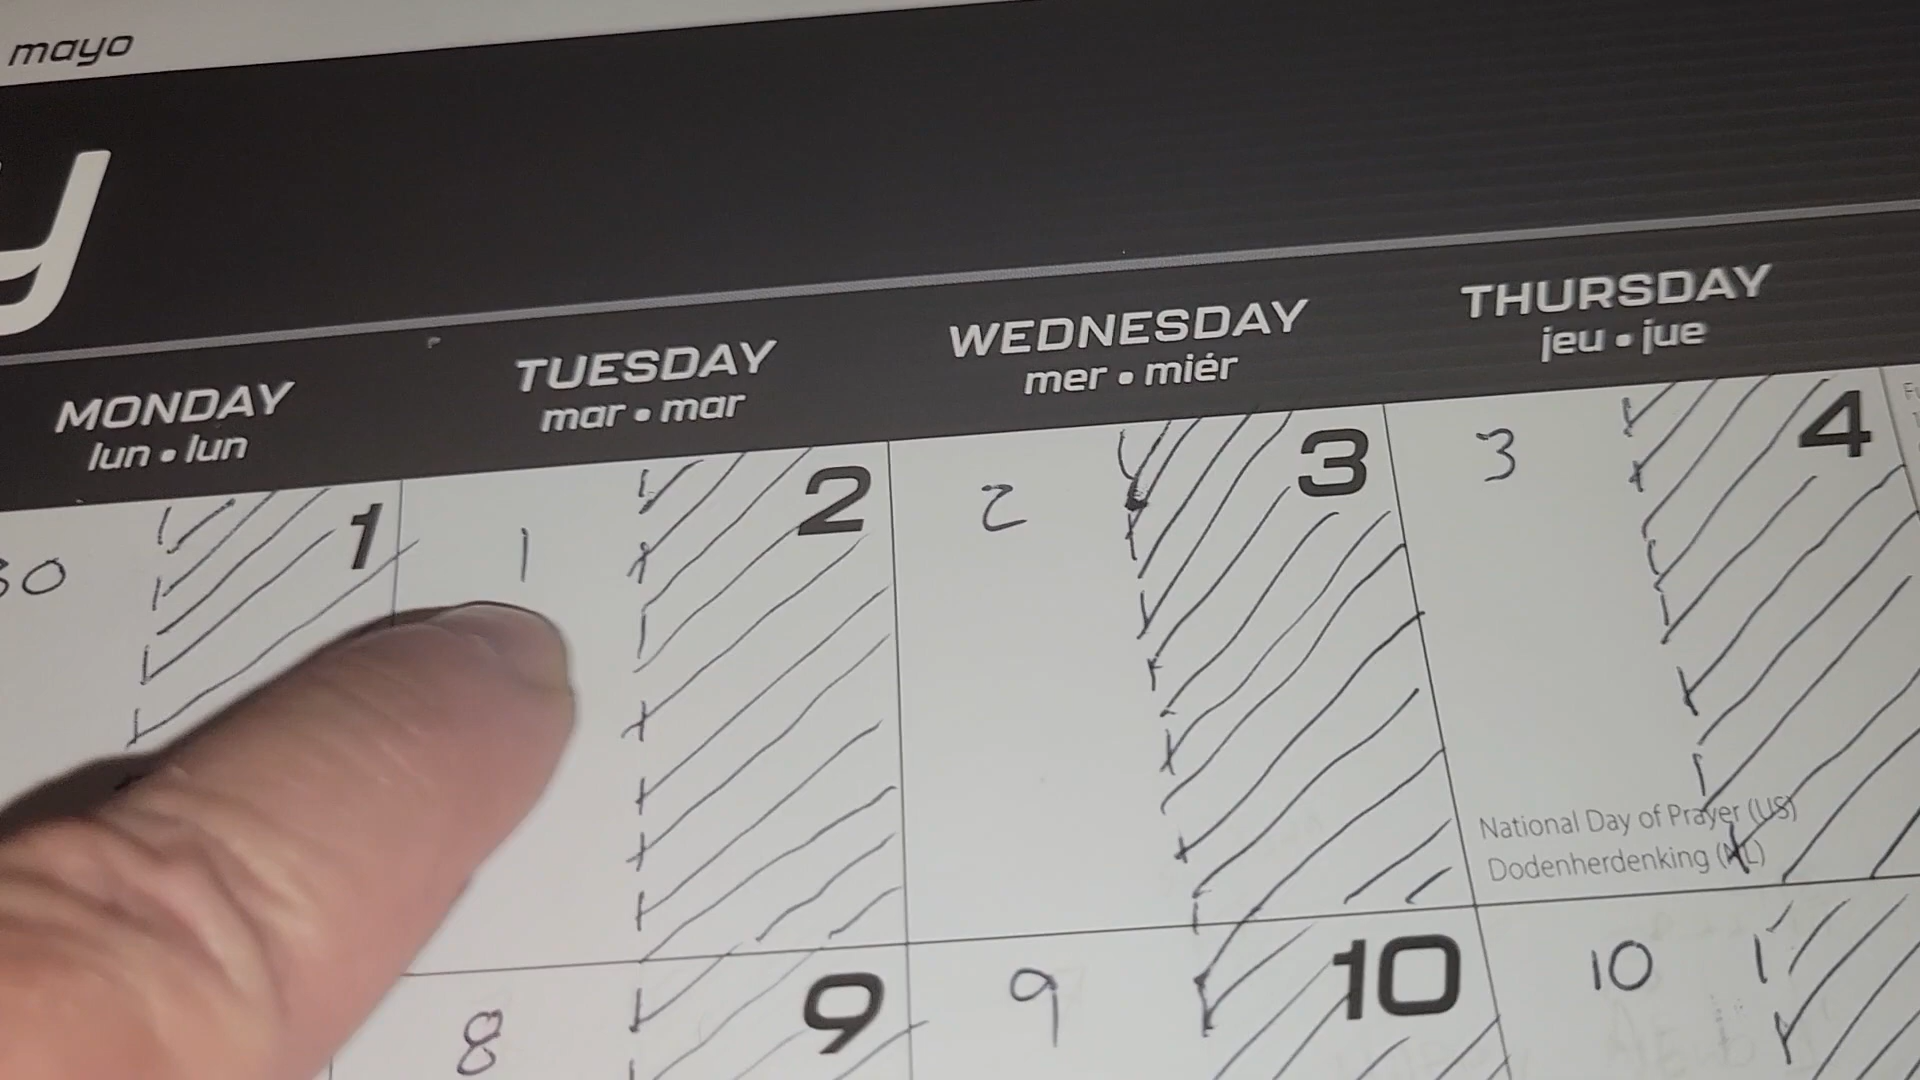 mayo
y
MONDAY TUESDAY WEDNESDAY THURSDAY
lun • lun mar • mar mer • miér jeu • jue
30 1 1 2 2 3 3 4
National Day of Prayer (US)
Dodenherdenking (NL)
8 9 9 10 10